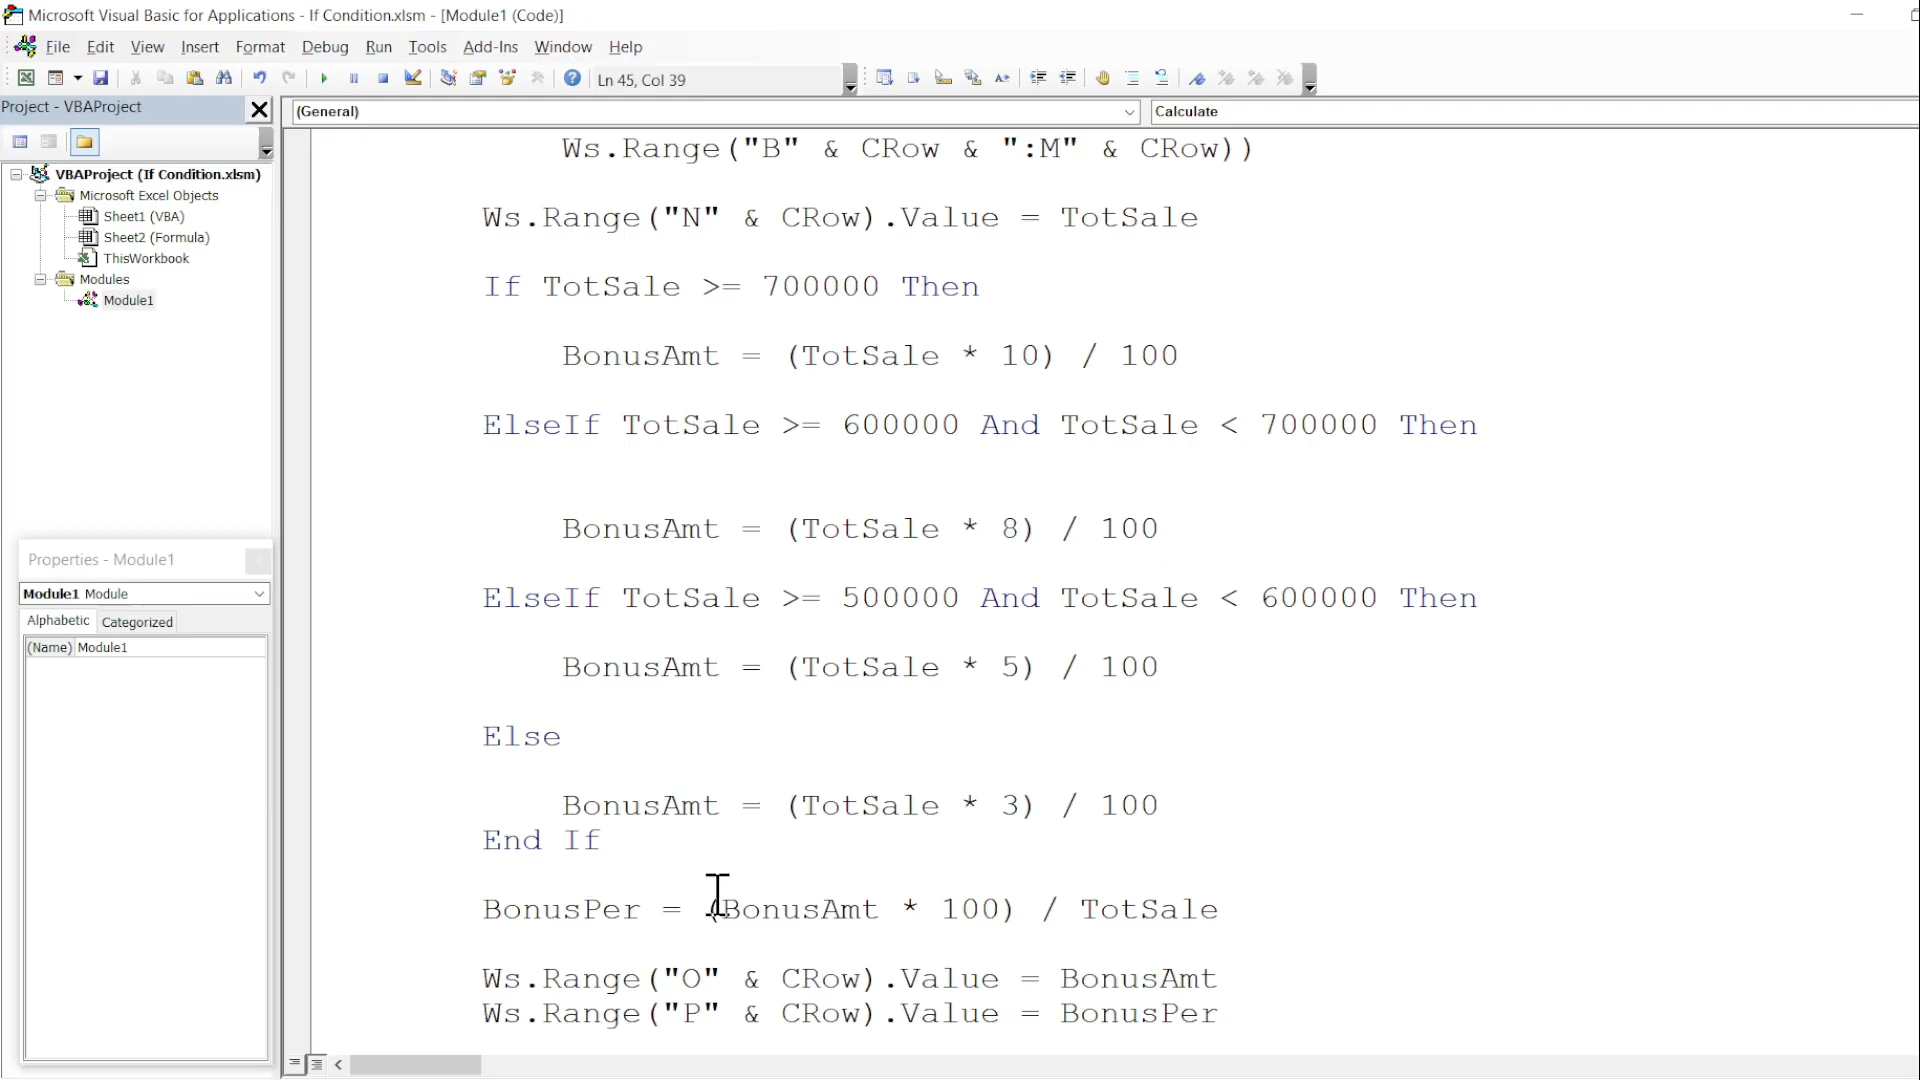 Microsoft Visual Basic for Applications - If Condition.xlsm - [Module1 (Code)]
File Edit View Insert Format Debug Run Tools Add-Ins Window Help
Ln 45, Col 39
Project - VBAProject
(General)
Calculate
VBAProject (If Condition.xlsm)
Microsoft Excel Objects
Sheet1 (VBA)
Sheet2 (Formula)
ThisWorkbook
Modules
Module1
Properties - Module1
Module1 Module
Alphabetic Categorized
(Name) Module1
Ws.Range("B" & CRow & ":M" & CRow))
Ws.Range("N" & CRow).Value = TotSale
If TotSale >= 700000 Then
BonusAmt = (TotSale * 10) / 100
ElseIf TotSale >= 600000 And TotSale < 700000 Then
BonusAmt = (TotSale * 8) / 100
ElseIf TotSale >= 500000 And TotSale < 600000 Then
BonusAmt = (TotSale * 5) / 100
Else
BonusAmt = (TotSale * 3) / 100
End If
BonusPer = (BonusAmt * 100) / TotSale
Ws.Range("O" & CRow).Value = BonusAmt
Ws.Range("P" & CRow).Value = BonusPer